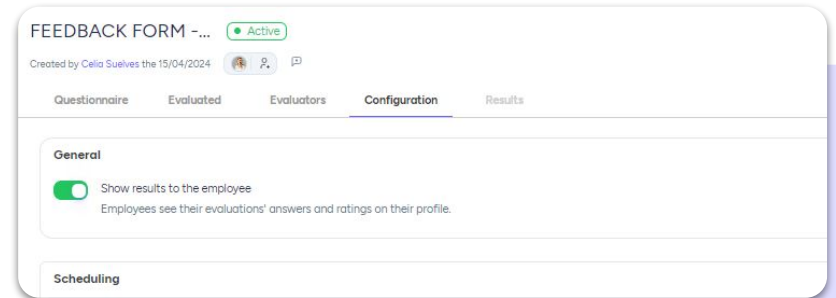 FEEDBACK FORM -... Active
Created by Celia Suelves the 15/04/2024
Questionnaire Evaluated Evaluators Configuration Results
General
Show results to the employee
Employees see their evaluations' answers and ratings on their profile.
Scheduling